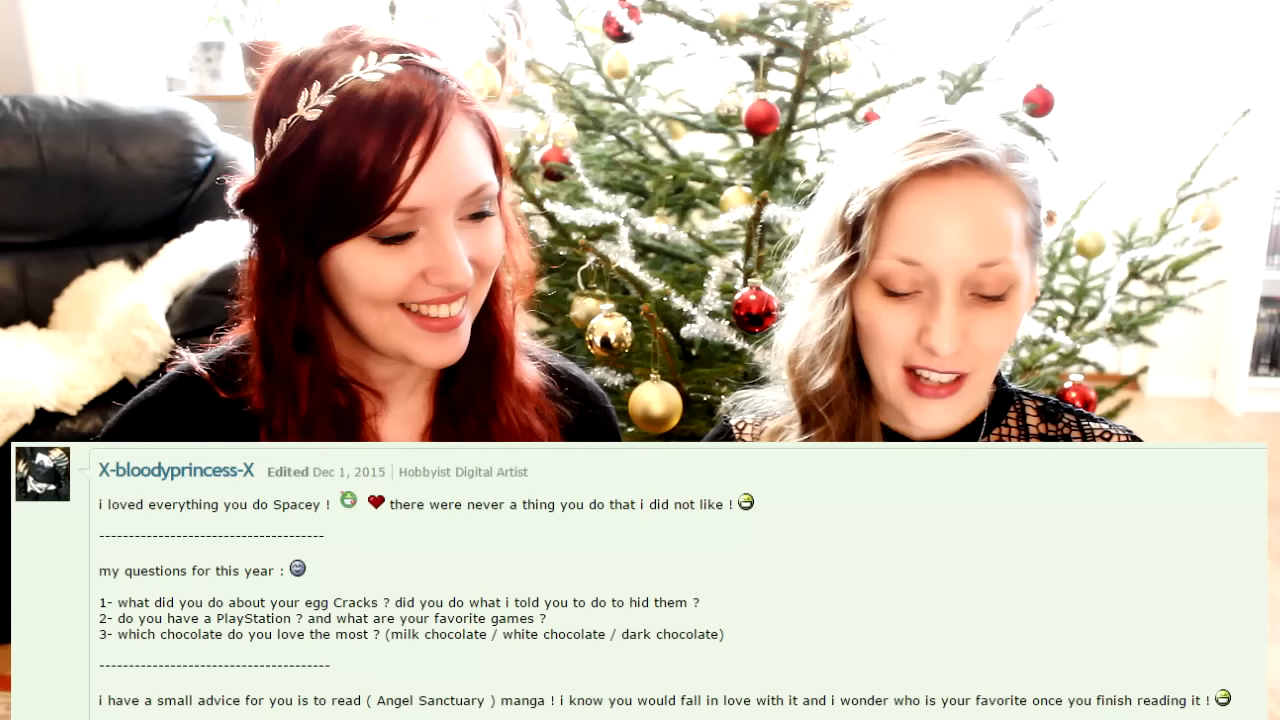 X-bloodyprincess-X Edited Dec 1, 2015 | Hobbyist Digital Artist
i loved everything you do Spacey ! there were never a thing you do that i did not like !
--------------------------------------
my questions for this year :
1- what did you do about your egg Cracks ? did you do what i told you to do to hid them ?
2- do you have a PlayStation ? and what are your favorite games ?
3- which chocolate do you love the most ? (milk chocolate / white chocolate / dark chocolate)
---------------------------------------
i have a small advice for you is to read ( Angel Sanctuary ) manga ! i know you would fall in love with it and i wonder who is your favorite once you finish reading it !